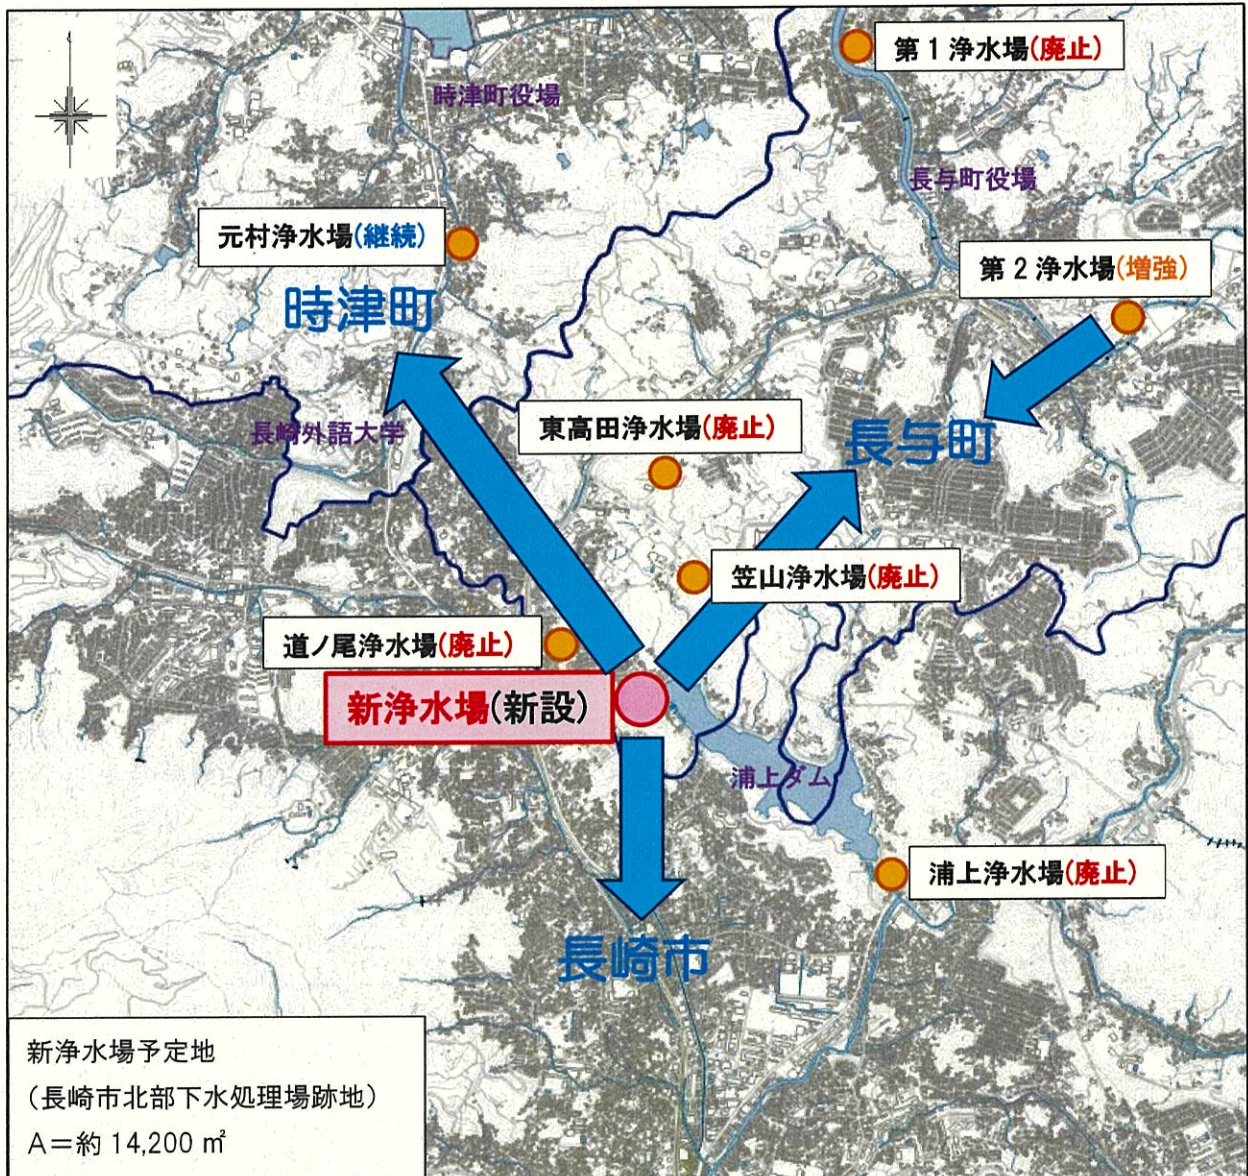 第1浄水場(廃止)
時津町役場
長与町役場
元村浄水場(継続)
第2浄水場(増強)
時津町
東高田浄水場(廃止)
長崎外語大学
長与町
笠山浄水場(廃止)
道ノ尾浄水場(廃止)
新浄水場(新設)
浦上ダム
浦上浄水場(廃止)
長崎市
新浄水場予定地
(長崎市北部下水処理場跡地)
A=約 14,200 ㎡